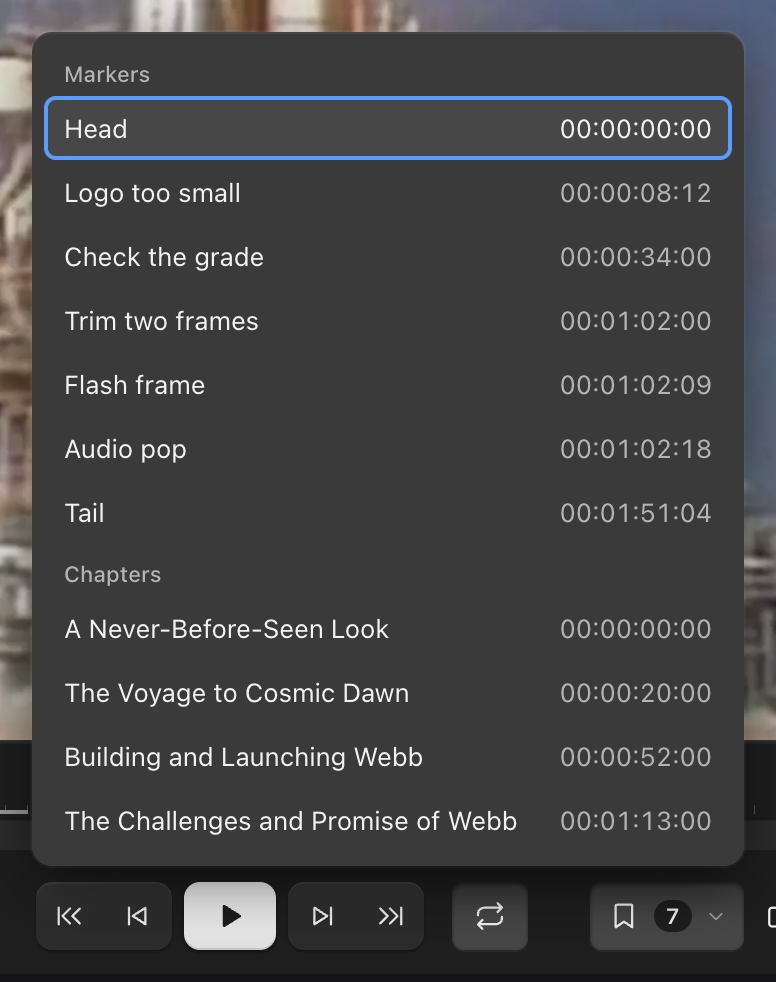 Markers
Head 00:00:00:00
Logo too small 00:00:08:12
Check the grade 00:00:34:00
Trim two frames 00:01:02:00
Flash frame 00:01:02:09
Audio pop 00:01:02:18
Tail 00:01:51:04
Chapters
A Never-Before-Seen Look 00:00:00:00
The Voyage to Cosmic Dawn 00:00:20:00
Building and Launching Webb 00:00:52:00
The Challenges and Promise of Webb 00:01:13:00
7